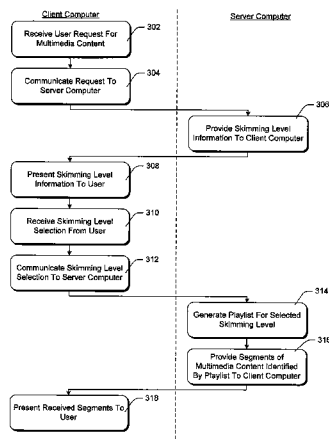 Client Computer
Server Computer
Receive User Request For
Multimedia Content
302
Communicate Request To
Server Computer
304
Provide Skimming Level
Information To Client Computer
306
Present Skimming Level
Information To User
308
Receive Skimming Level
Selection From User
310
Communicate Skimming Level
Selection To Server Computer
312
Generate Playlist For Selected
Skimming Level
314
Provide Segments of
Multimedia Content Identified
By Playlist To Client Computer
316
Present Received Segments To
User
318